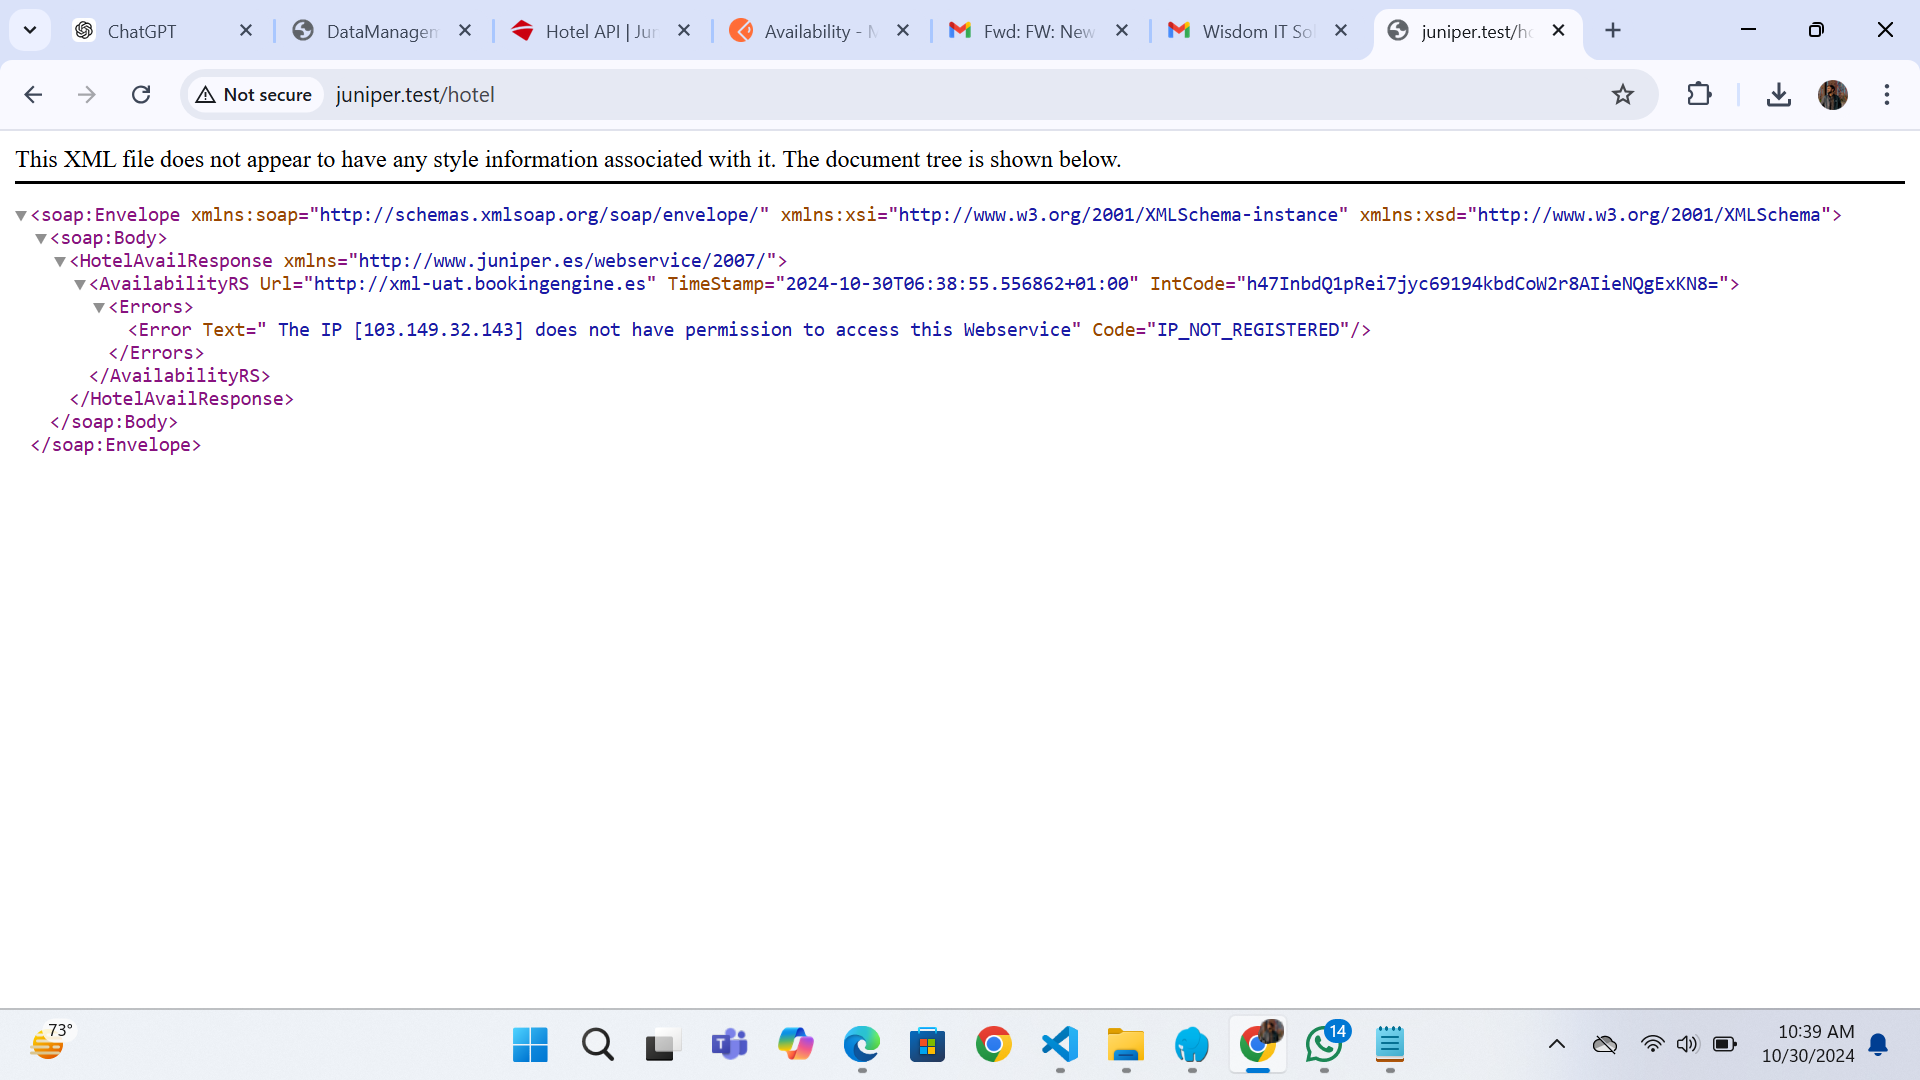 ChatGPT
DataManagem
Hotel API | Jun
Availability - M
Fwd: FW: New
Wisdom IT Sol
juniper.test/ho
Not secure
juniper.test/hotel
This XML file does not appear to have any style information associated with it. The document tree is shown below.
▼<soap:Envelope xmlns:soap="http://schemas.xmlsoap.org/soap/envelope/" xmlns:xsi="http://www.w3.org/2001/XMLSchema-instance" xmlns:xsd="http://www.w3.org/2001/XMLSchema">
▼<soap:Body>
▼<HotelAvailResponse xmlns="http://www.juniper.es/webservice/2007/">
▼<AvailabilityRS Url="http://xml-uat.bookingengine.es" TimeStamp="2024-10-30T06:38:55.556862+01:00" IntCode="h47InbdQ1pRei7jyc69194kbdCoW2r8AIieNQgExKN8=">
▼<Errors>
<Error Text=" The IP [103.149.32.143] does not have permission to access this Webservice" Code="IP_NOT_REGISTERED"/>
</Errors>
</AvailabilityRS>
</HotelAvailResponse>
</soap:Body>
</soap:Envelope>
73°
14
10:39 AM
10/30/2024